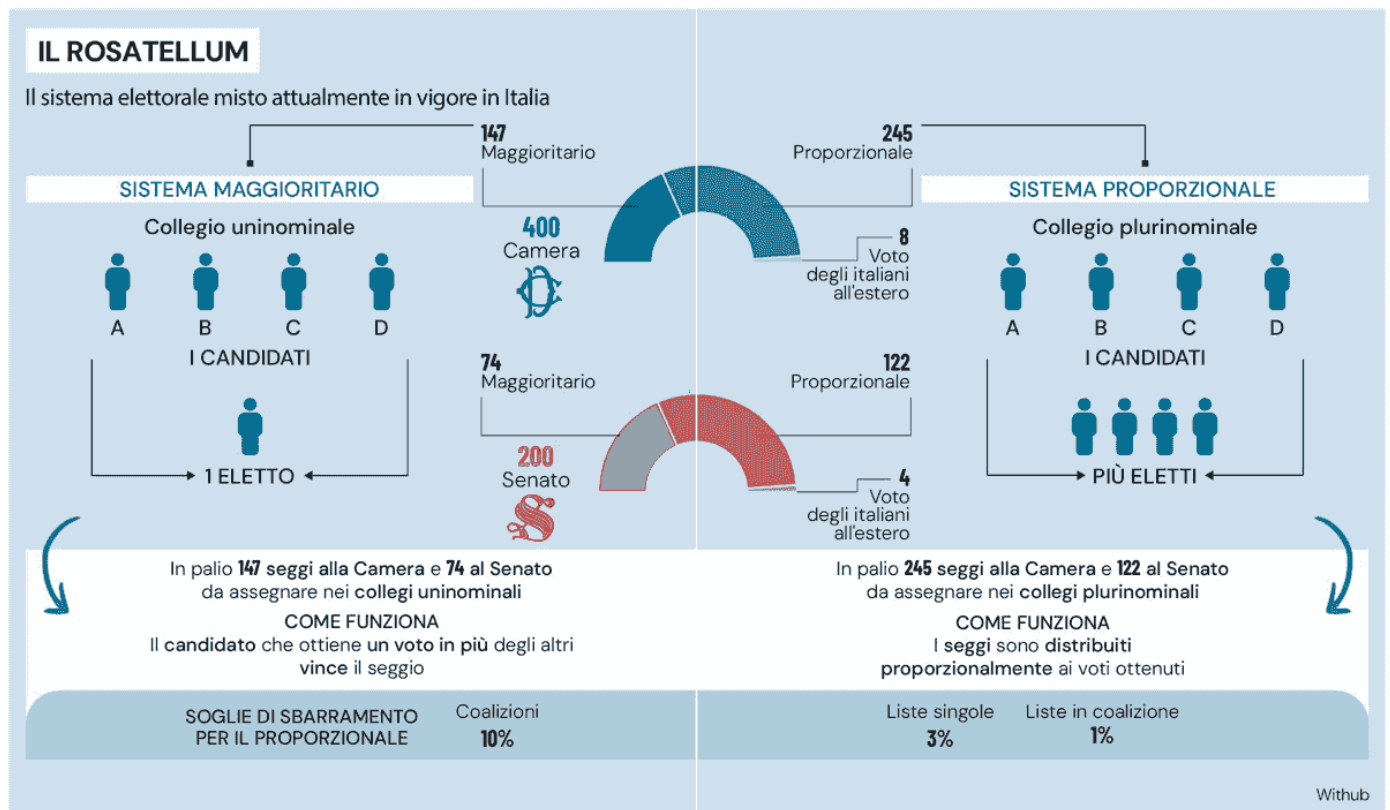 IL ROSATELLUM
Il sistema elettorale misto attualmente in vigore in Italia
147
Maggioritario
245
Proporzionale
SISTEMA MAGGIORITARIO
Collegio uninominale
A B C D
I CANDIDATI
1 ELETTO
400
Camera
8
Voto
degli italiani
all'estero
74
Maggioritario
122
Proporzionale
200
Senato
4
Voto
degli italiani
all'estero
SISTEMA PROPORZIONALE
Collegio plurinominale
A B C D
I CANDIDATI
PIÙ ELETTI
In palio 147 seggi alla Camera e 74 al Senato
da assegnare nei collegi uninominali
COME FUNZIONA
Il candidato che ottiene un voto in più degli altri
vince il seggio
In palio 245 seggi alla Camera e 122 al Senato
da assegnare nei collegi plurinominali
COME FUNZIONA
I seggi sono distribuiti
proporzionalmente ai voti ottenuti
SOGLIE DI SBARRAMENTO
PER IL PROPORZIONALE
Coalizioni
10%
Liste singole
3%
Liste in coalizione
1%
Withub